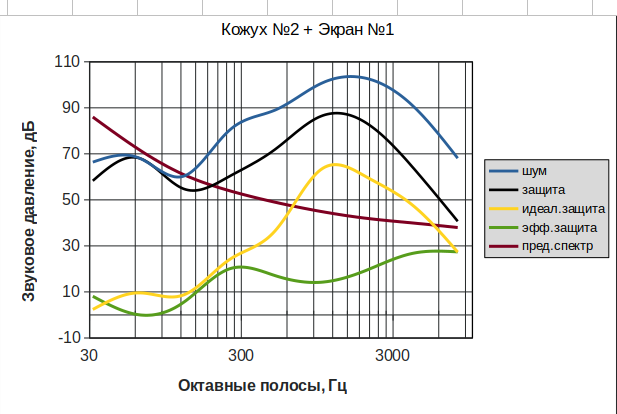 Кожух №2 + Экран №1
110
90
70
50
30
10
-10
Звуковое давление, дБ
30 300 3000
Октавные полосы, Гц
шум
защита
идеал.защита
эфф.защита
пред.спектр